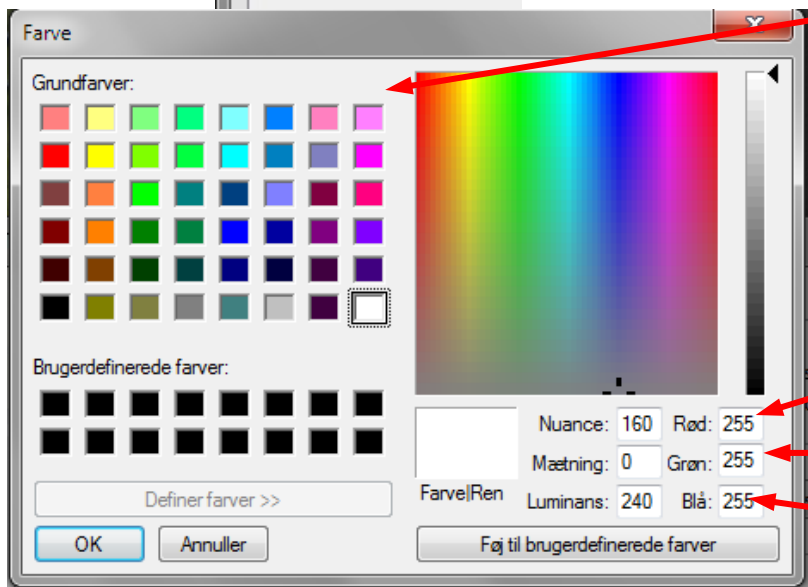 Farve
Grundfarver:
Brugerdefinerede farver:
Definer farver >>
OK Annuller
Farve|Ren
Nuance: 160 Rød: 255
Mætning: 0 Grøn: 255
Luminans: 240 Blå: 255
Føj til brugerdefinerede farver